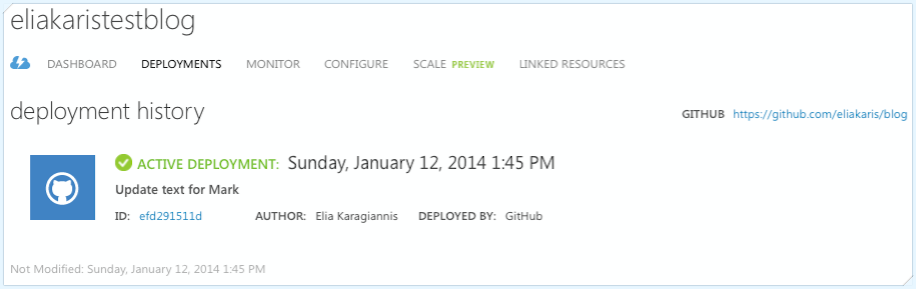 eliakaristestblog
DASHBOARD DEPLOYMENTS MONITOR CONFIGURE SCALE PREVIEW LINKED RESOURCES
deployment history
GITHUB https://github.com/eliakaris/blog
ACTIVE DEPLOYMENT: Sunday, January 12, 2014 1:45 PM
Update text for Mark
ID: efd291511d AUTHOR: Elia Karagiannis DEPLOYED BY: GitHub
Not Modified: Sunday, January 12, 2014 1:45 PM